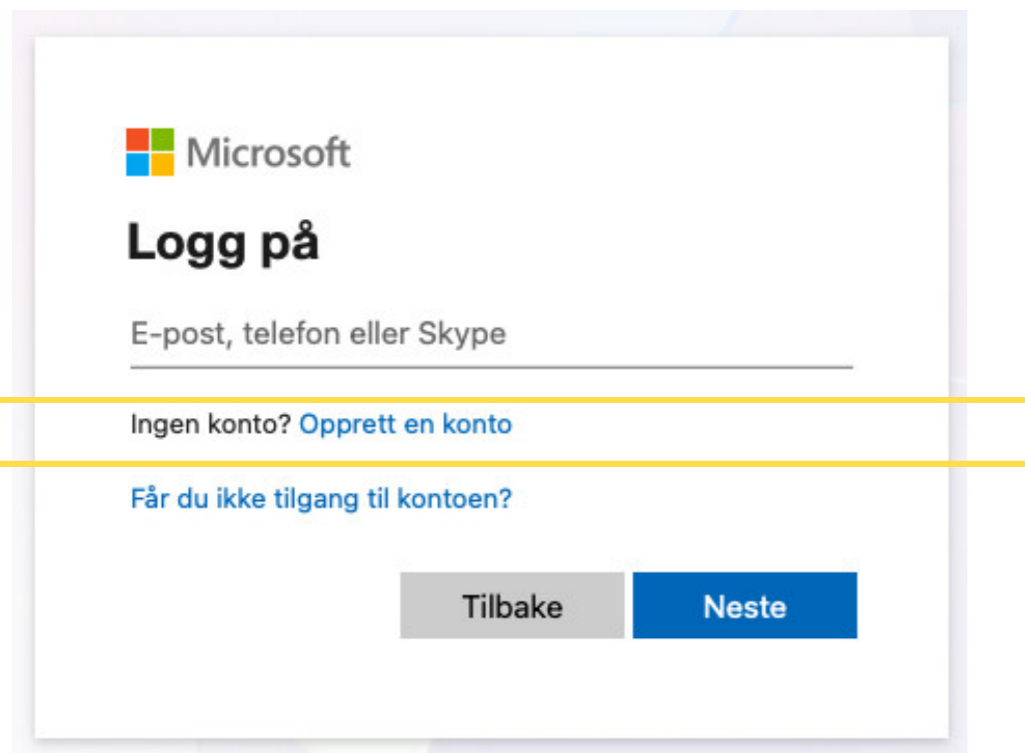 Microsoft
Logg på
E-post, telefon eller Skype
Ingen konto? Opprett en konto
Får du ikke tilgang til kontoen?
Tilbake Neste